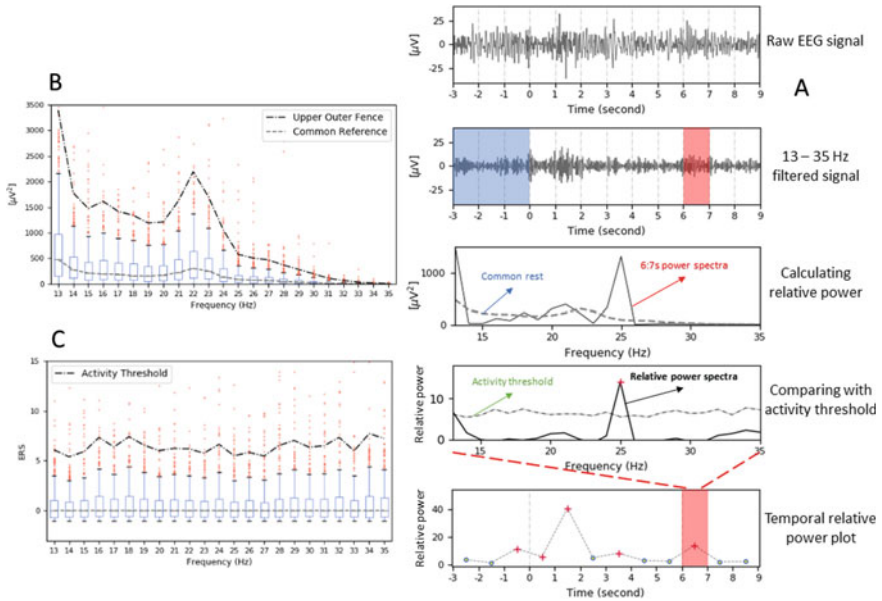 B
[μV²]
3500
3000
2500
2000
1500
1000
500
0
Upper Outer Fence
Common Reference
13 14 15 16 17 18 19 20 21 22 23 24 25 26 27 28 29 30 31 32 33 34 35
Frequency (Hz)
C
ERS
15
10
5
0
Activity Threshold
13 14 15 16 17 18 19 20 21 22 23 24 25 26 27 28 29 30 31 32 33 34 35
Frequency (Hz)
A
[μV]
25
0
-25
-3 -2 -1 0 1 2 3 4 5 6 7 8 9
Time (second)
Raw EEG signal
[μV]
25
0
-25
-3 -2 -1 0 1 2 3 4 5 6 7 8 9
Time (second)
13 – 35 Hz
filtered signal
[μV²]
1000
0
Common rest
6:7s power spectra
15 20 25 30 35
Frequency (Hz)
Calculating
relative power
Relative power
10
0
Activity threshold
Relative power spectra
15 20 25 30 35
Frequency (Hz)
Comparing with
activity threshold
Relative power
40
20
0
-3 -2 -1 0 1 2 3 4 5 6 7 8 9
Time (second)
Temporal relative
power plot